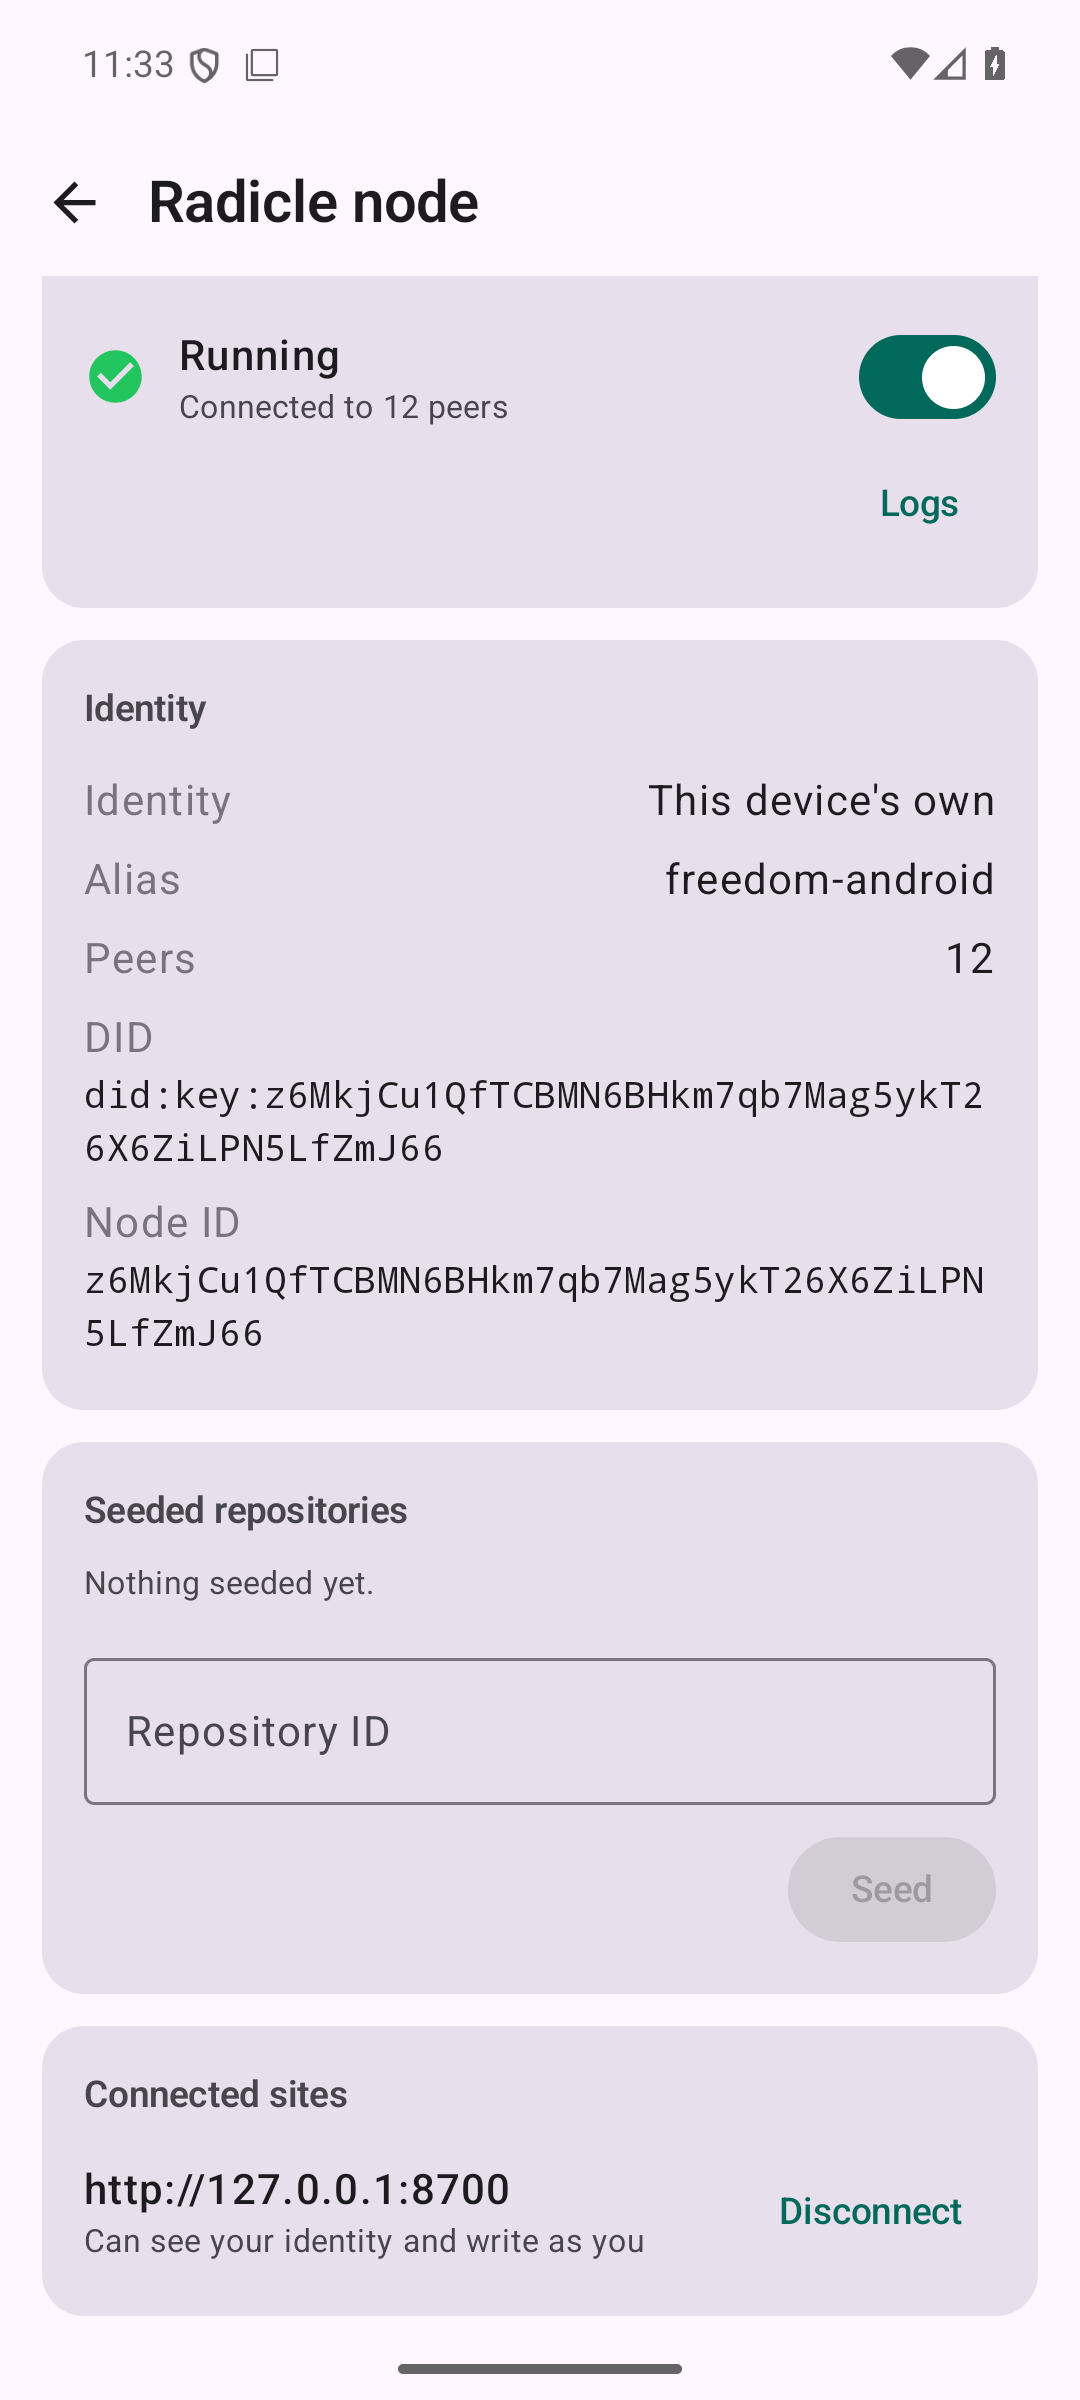 11:33
Radicle node
Running
Connected to 12 peers
Logs
Identity
Identity This device's own
Alias freedom-android
Peers 12
DID
did:key:z6MkjCu1QfTCBMN6BHkm7qb7Mag5ykT2
6X6ZiLPN5LfZmJ66
Node ID
z6MkjCu1QfTCBMN6BHkm7qb7Mag5ykT26X6ZiLPN
5LfZmJ66
Seeded repositories
Nothing seeded yet.
Repository ID
Seed
Connected sites
http://127.0.0.1:8700
Can see your identity and write as you
Disconnect